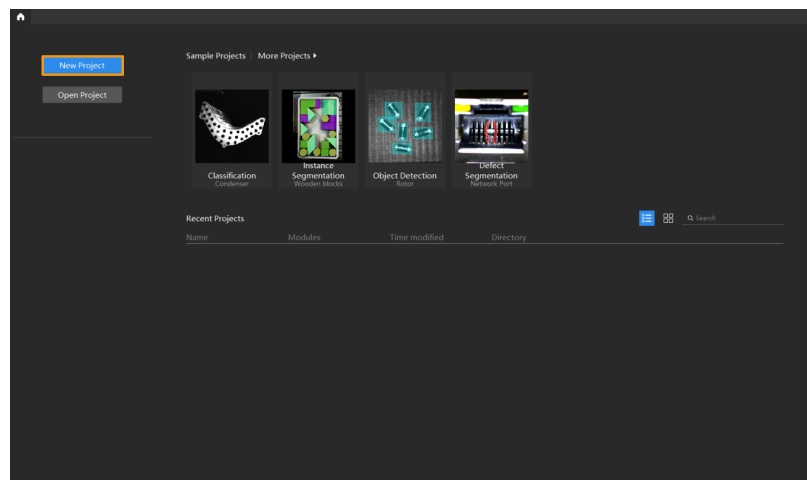 New Project
Open Project
Sample Projects More Projects
Classification
Condenser
Instance
Segmentation
Wooden blocks
Object Detection
Rotor
Defect
Segmentation
Network Port
Recent Projects
Search
Name Modules Time modified Directory